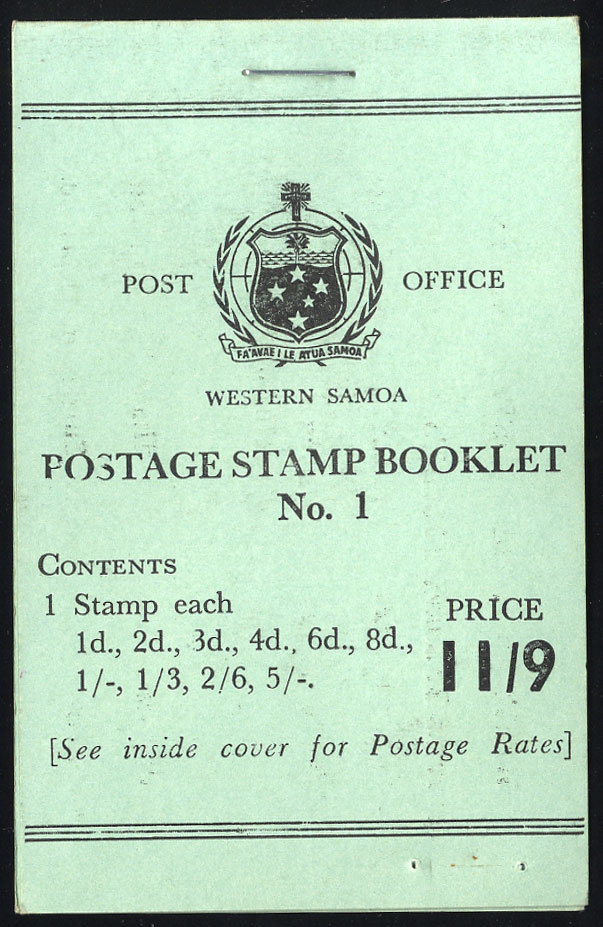 POST OFFICE
FA'AVAE I LE ATUA SAMOA
WESTERN SAMOA
POSTAGE STAMP BOOKLET
No. 1
CONTENTS
1 Stamp each
1d., 2d., 3d., 4d., 6d., 8d.,
1/-, 1/3, 2/6, 5/-.
PRICE
11/9
[See inside cover for Postage Rates]